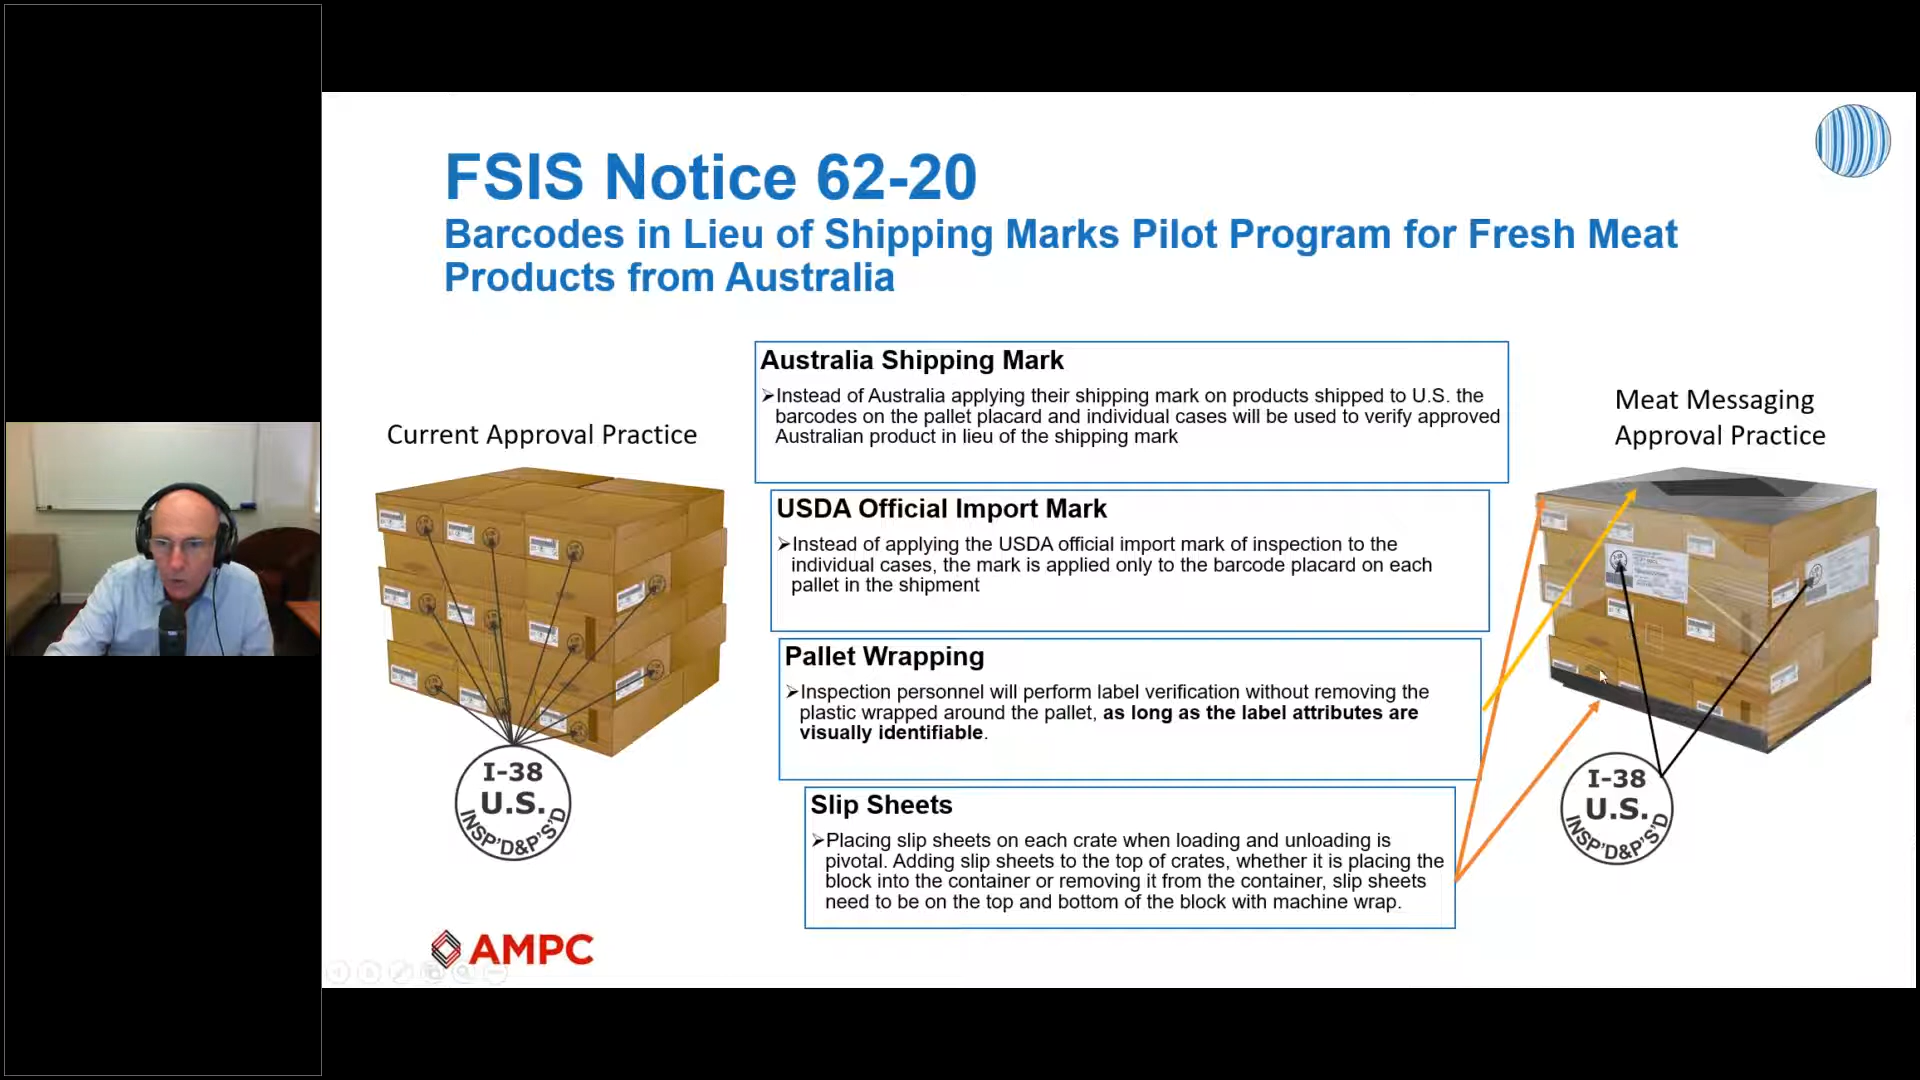 FSIS Notice 62-20
Barcodes in Lieu of Shipping Marks Pilot Program for Fresh Meat
Products from Australia
Current Approval Practice
I-38
U.S.
INSP'D&P'S'D
Australia Shipping Mark
➢Instead of Australia applying their shipping mark on products shipped to U.S. the
barcodes on the pallet placard and individual cases will be used to verify approved
Australian product in lieu of the shipping mark
USDA Official Import Mark
➢Instead of applying the USDA official import mark of inspection to the
individual cases, the mark is applied only to the barcode placard on each
pallet in the shipment
Pallet Wrapping
➢Inspection personnel will perform label verification without removing the
plastic wrapped around the pallet, as long as the label attributes are
visually identifiable.
Slip Sheets
➢Placing slip sheets on each crate when loading and unloading is
pivotal. Adding slip sheets to the top of crates, whether it is placing the
block into the container or removing it from the container, slip sheets
need to be on the top and bottom of the block with machine wrap.
Meat Messaging
Approval Practice
I-38
U.S.
INSP'D&P'S'D
AMPC